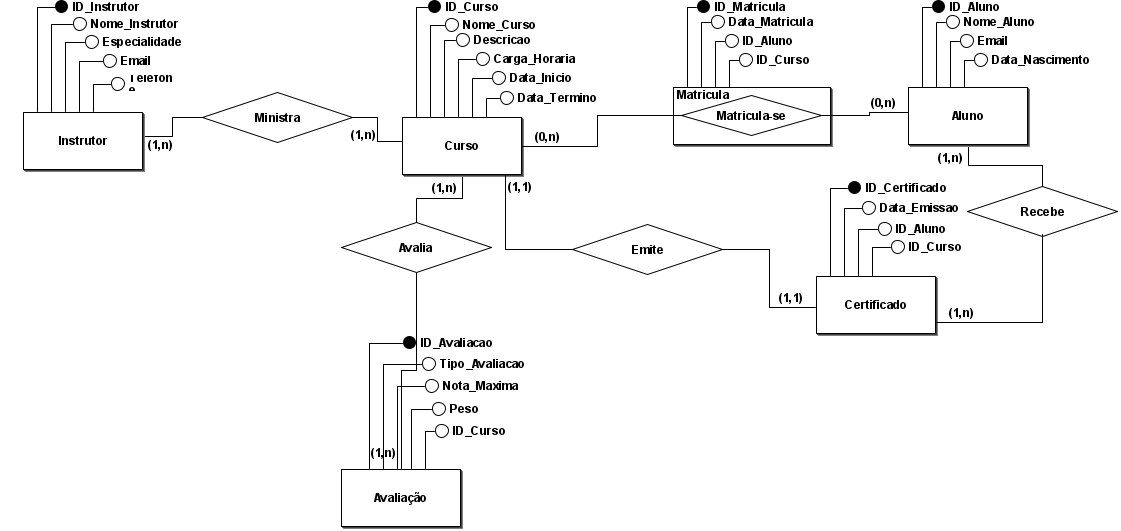 ID_Instrutor
Nome_Instrutor
Especialidade
Email
Instrutor
(1,n)
Ministra
(1,n)
ID_Curso
Nome_Curso
Descricao
Carga_Horaria
Data_Inicio
Data_Termino
Curso
(0,n)
(1,n)
(1,1)
ID_Matricula
Data_Matricula
ID_Aluno
ID_Curso
Matricula
Matricula-se
(0,n)
ID_Aluno
Nome_Aluno
Email
Data_Nascimento
Aluno
(1,n)
Recebe
ID_Certificado
Data_Emissao
ID_Aluno
ID_Curso
Certificado
(1,1)
(1,n)
Emite
Avalia
ID_Avaliacao
Tipo_Avaliacao
Nota_Maxima
Peso
ID_Curso
(1,n)
Avaliação